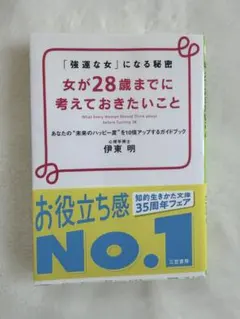 「強運な女」になる秘密
女が28歳までに
考えておきたいこと
What Every Woman Should Think about
before Turning 28
あなたの"未来のハッピー度"を10倍アップするガイドブック
心理学博士
伊東 明
お役立ち感
知的生きかた文庫
35周年フェア
NO.1
三笠書房